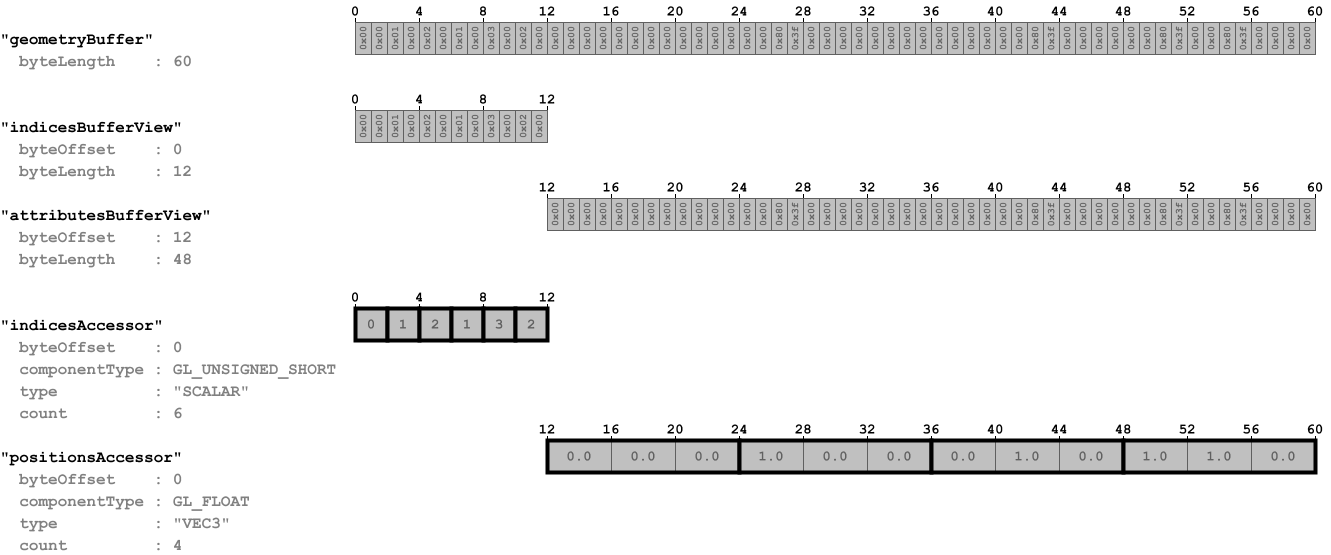 0 4 8 12 16 20 24 28 32 36 40 44 48 52 56 60
"geometryBuffer"
0x00 0x00 0x01 0x00 0x02 0x00 0x01 0x00 0x03 0x00 0x02 0x00 0x00 0x00 0x00 0x00 0x00 0x00 0x00 0x00 0x00 0x00 0x00 0x00 0x00 0x00 0x80 0x3f 0x00 0x00 0x00 0x00 0x00 0x00 0x00 0x00 0x00 0x00 0x00 0x00 0x00 0x00 0x80 0x3f 0x00 0x00 0x00 0x00 0x00 0x00 0x80 0x3f 0x00 0x00 0x80 0x3f 0x00 0x00 0x00 0x00
byteLength : 60
0 4 8 12
"indicesBufferView"
0x00 0x00 0x01 0x00 0x02 0x00 0x01 0x00 0x03 0x00 0x02 0x00
byteOffset : 0
byteLength : 12
12 16 20 24 28 32 36 40 44 48 52 56 60
"attributesBufferView"
0x00 0x00 0x00 0x00 0x00 0x00 0x00 0x00 0x00 0x00 0x00 0x00 0x00 0x00 0x80 0x3f 0x00 0x00 0x00 0x00 0x00 0x00 0x00 0x00 0x00 0x00 0x00 0x00 0x00 0x00 0x80 0x3f 0x00 0x00 0x00 0x00 0x00 0x00 0x80 0x3f 0x00 0x00 0x80 0x3f 0x00 0x00 0x00 0x00
byteOffset : 12
byteLength : 48
0 4 8 12
"indicesAccessor"
0 1 2 1 3 2
byteOffset : 0
componentType : GL_UNSIGNED_SHORT
type : "SCALAR"
count : 6
12 16 20 24 28 32 36 40 44 48 52 56 60
"positionsAccessor"
0.0 0.0 0.0 1.0 0.0 0.0 0.0 1.0 0.0 1.0 1.0 0.0
byteOffset : 0
componentType : GL_FLOAT
type : "VEC3"
count : 4